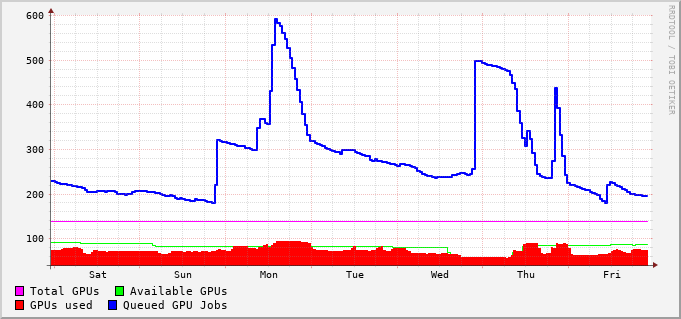 600
500
400
300
200
100
Sat Sun Mon Tue Wed Thu Fri
Total GPUs Available GPUs
GPUs used Queued GPU Jobs
RRDTOOL / TOBI OETIKER